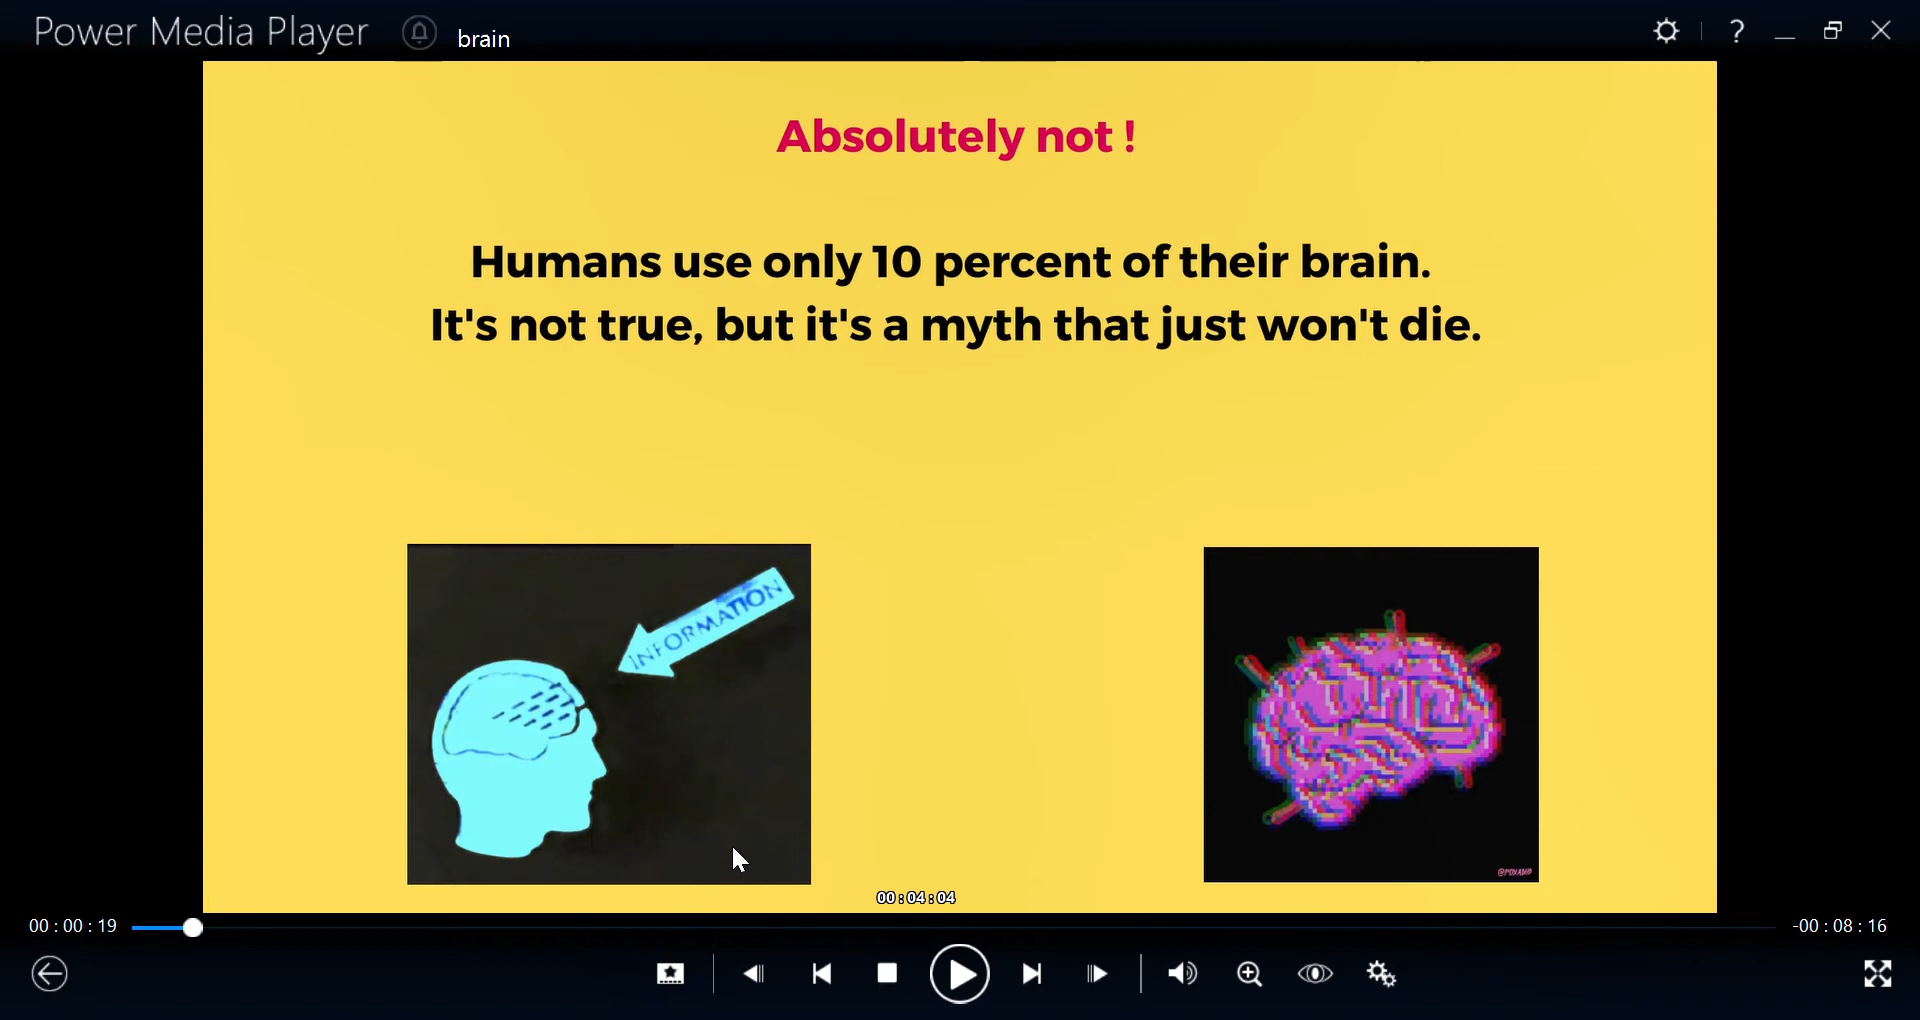 Power Media Player
brain
?
Absolutely not !
Humans use only 10 percent of their brain.
It's not true, but it's a myth that just won't die.
INFORMATION
00:04:04
00:00:19
-00:08:16